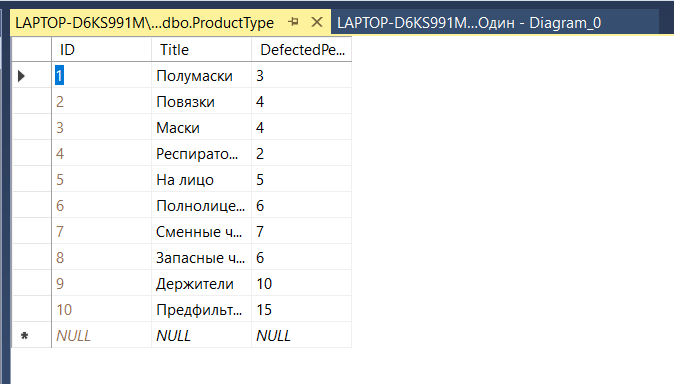 LAPTOP-D6KS991M\...dbo.ProductType LAPTOP-D6KS991M...Один - Diagram_0
ID Title DefectedPe...
1 Полумаски 3
2 Повязки 4
3 Маски 4
4 Респирато... 2
5 На лицо 5
6 Полнолице... 6
7 Сменные ч... 7
8 Запасные ч... 6
9 Держители 10
10 Предфильт... 15
NULL NULL NULL